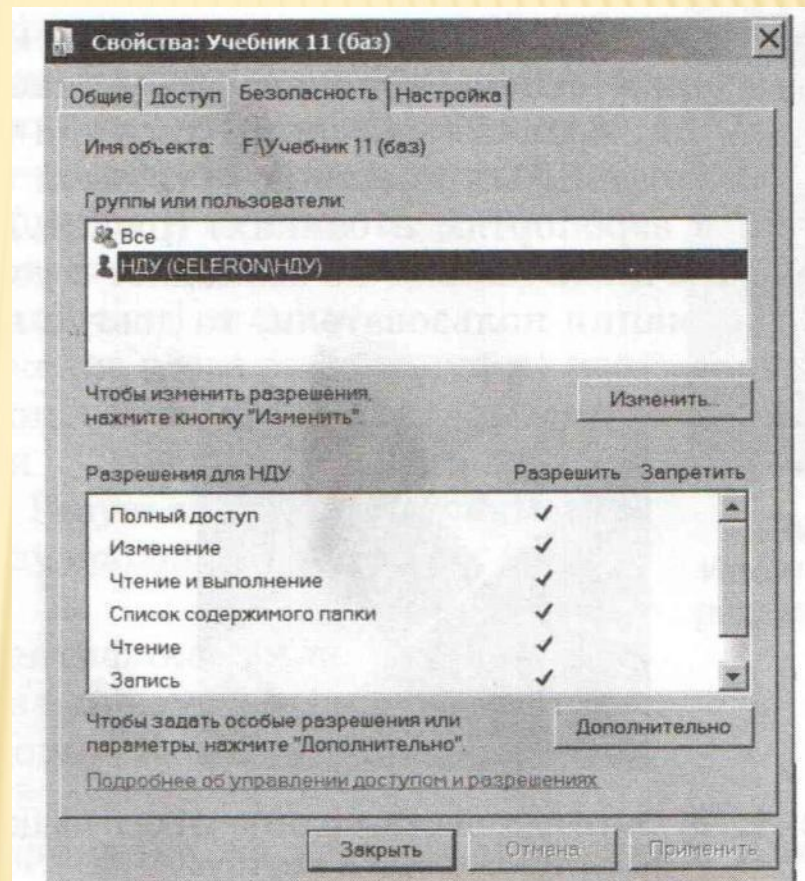 Свойства: Учебник 11 (баз)
Общие Доступ Безопасность Настройка
Имя объекта: F:\Учебник 11 (баз)
Группы или пользователи:
Все
НДУ (CELERON\НДУ)
Чтобы изменить разрешения,
нажмите кнопку "Изменить".
Изменить...
Разрешения для НДУ Разрешить Запретить
Полный доступ
Изменение
Чтение и выполнение
Список содержимого папки
Чтение
Запись
Чтобы задать особые разрешения или
параметры, нажмите "Дополнительно".
Дополнительно
Подробнее об управлении доступом и разрешениях
Закрыть Отмена Применить